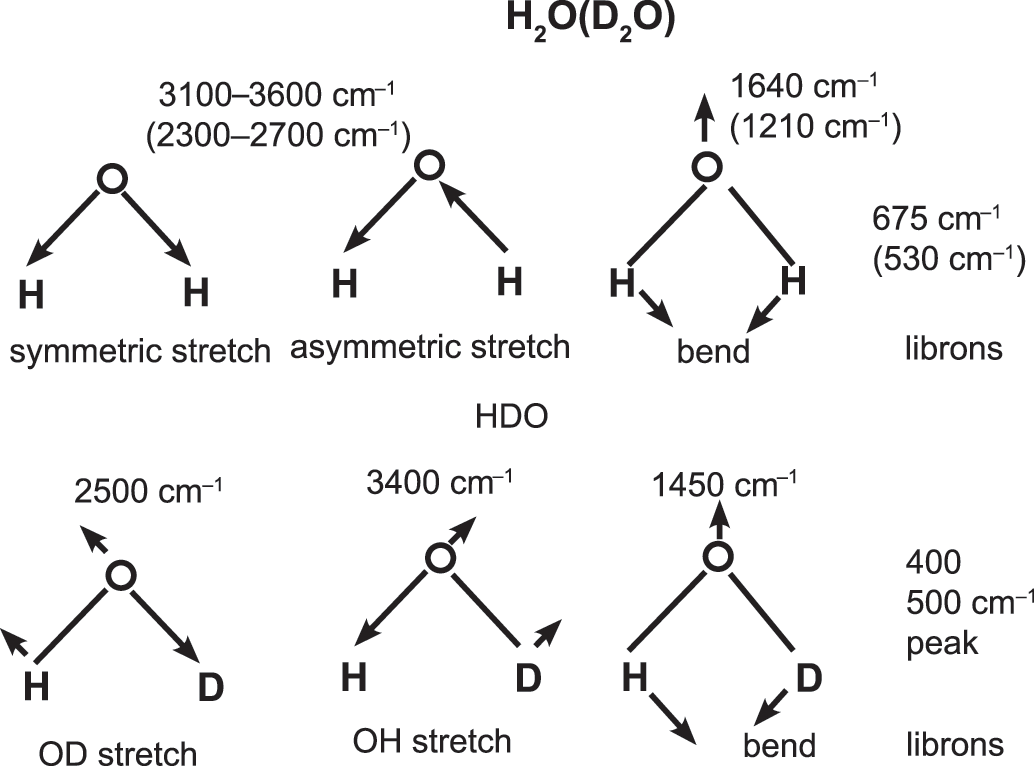 H₂O(D₂O)
3100–3600 cm⁻¹
(2300–2700 cm⁻¹)
1640 cm⁻¹
(1210 cm⁻¹)
O
O
O
675 cm⁻¹
(530 cm⁻¹)
H H
H H
H H
symmetric stretch
asymmetric stretch
bend
librons
HDO
2500 cm⁻¹
3400 cm⁻¹
1450 cm⁻¹
O
O
O
400
500 cm⁻¹
peak
H D
H D
H D
OD stretch
OH stretch
bend
librons